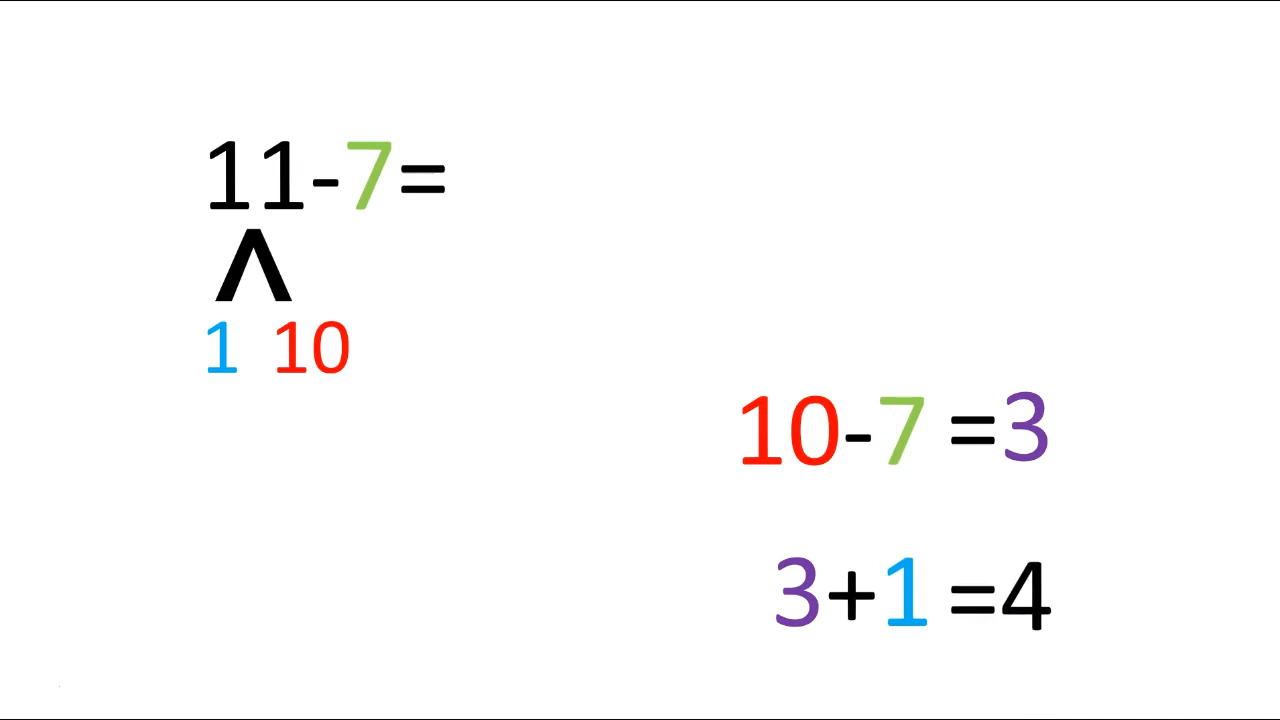 11-7=
1 10
10-7 =3
3+1 =4